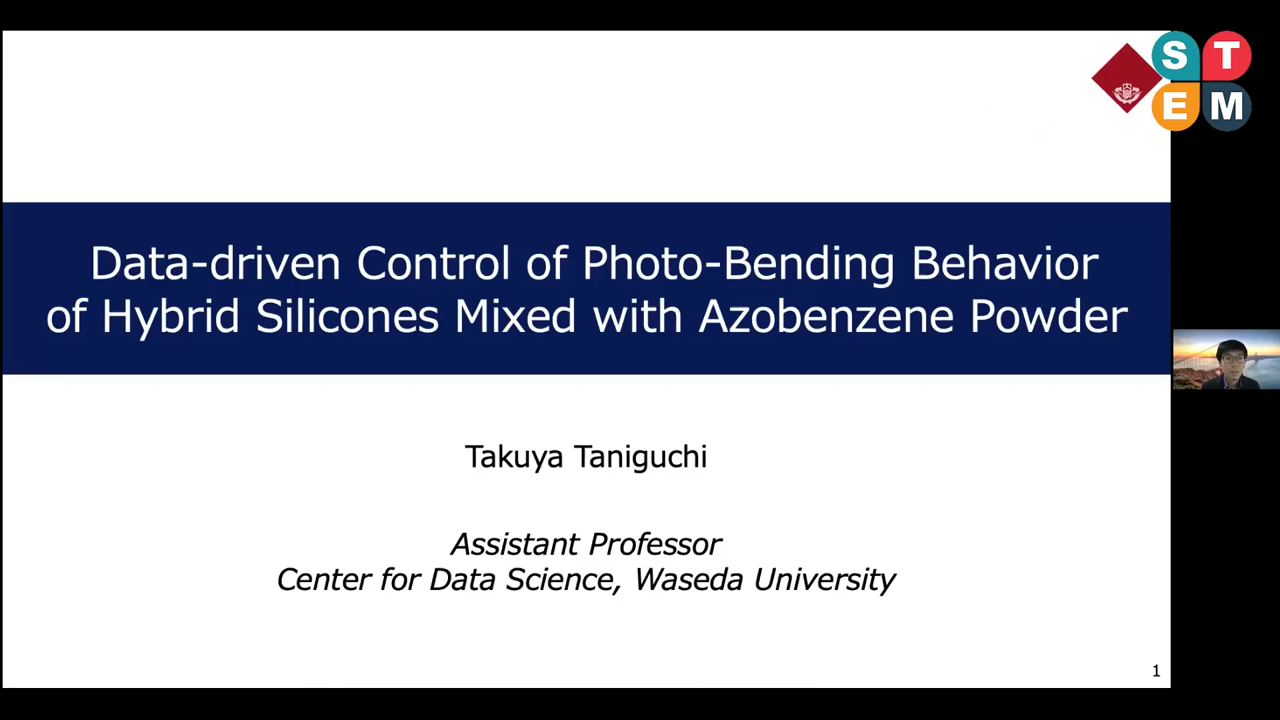 S T
E M
Data-driven Control of Photo-Bending Behavior
of Hybrid Silicones Mixed with Azobenzene Powder
Takuya Taniguchi
Assistant Professor
Center for Data Science, Waseda University
1